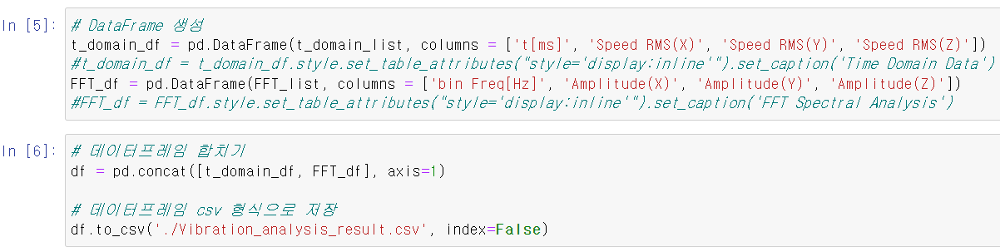 In [5]: # DataFrame 생성
t_domain_df = pd.DataFrame(t_domain_list, columns = ['t[ms]', 'Speed RMS(X)', 'Speed RMS(Y)', 'Speed RMS(Z)'])
#t_domain_df = t_domain_df.style.set_table_attributes("style='display:inline'").set_caption('Time Domain Data')
FFT_df = pd.DataFrame(FFT_list, columns = ['bin Freq[Hz]', 'Amplitude(X)', 'Amplitude(Y)', 'Amplitude(Z)'])
#FFT_df = FFT_df.style.set_table_attributes("style='display:inline'").set_caption('FFT Spectral Analysis')
In [6]: # 데이터프레임 합치기
df = pd.concat([t_domain_df, FFT_df], axis=1)
# 데이터프레임 csv 형식으로 저장
df.to_csv('./Vibration_analysis_result.csv', index=False)